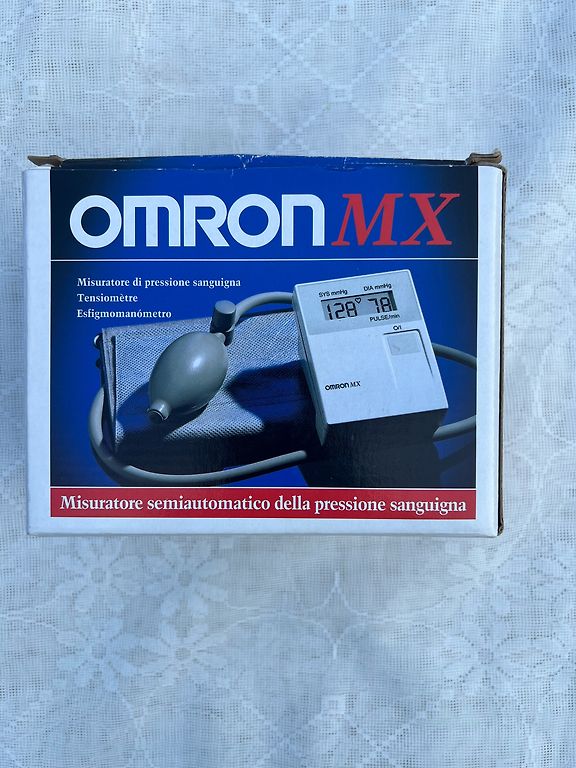 OMRON MX
Misuratore di pressione sanguigna
Tensiomètre
Esfigmomanómetro
SYS mmHg DIA mmHg
128 78
PULSE/min
O/I
OMRON MX
Misuratore semiautomatico della pressione sanguigna